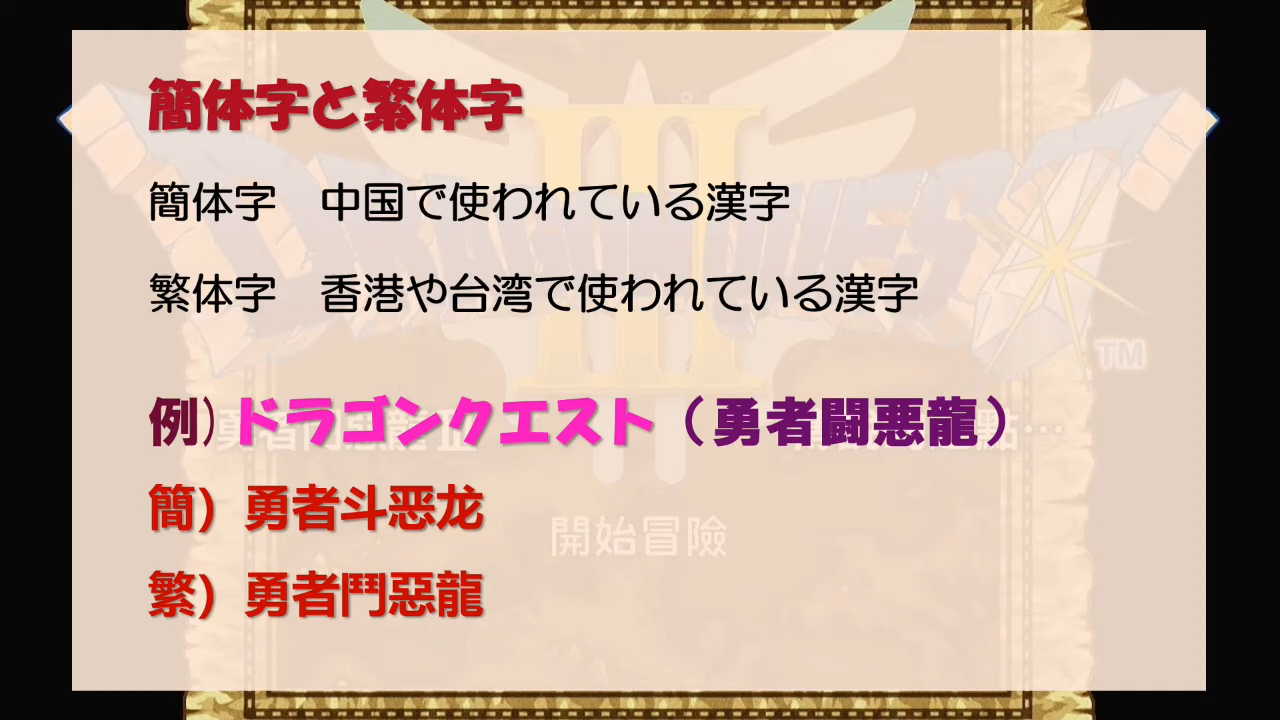 簡体字と繁体字
簡体字　中国で使われている漢字
繁体字　香港や台湾で使われている漢字
TM
例)ドラゴンクエスト（勇者闘悪龍）
簡）勇者斗恶龙
開始冒險
繁）勇者鬥惡龍
III